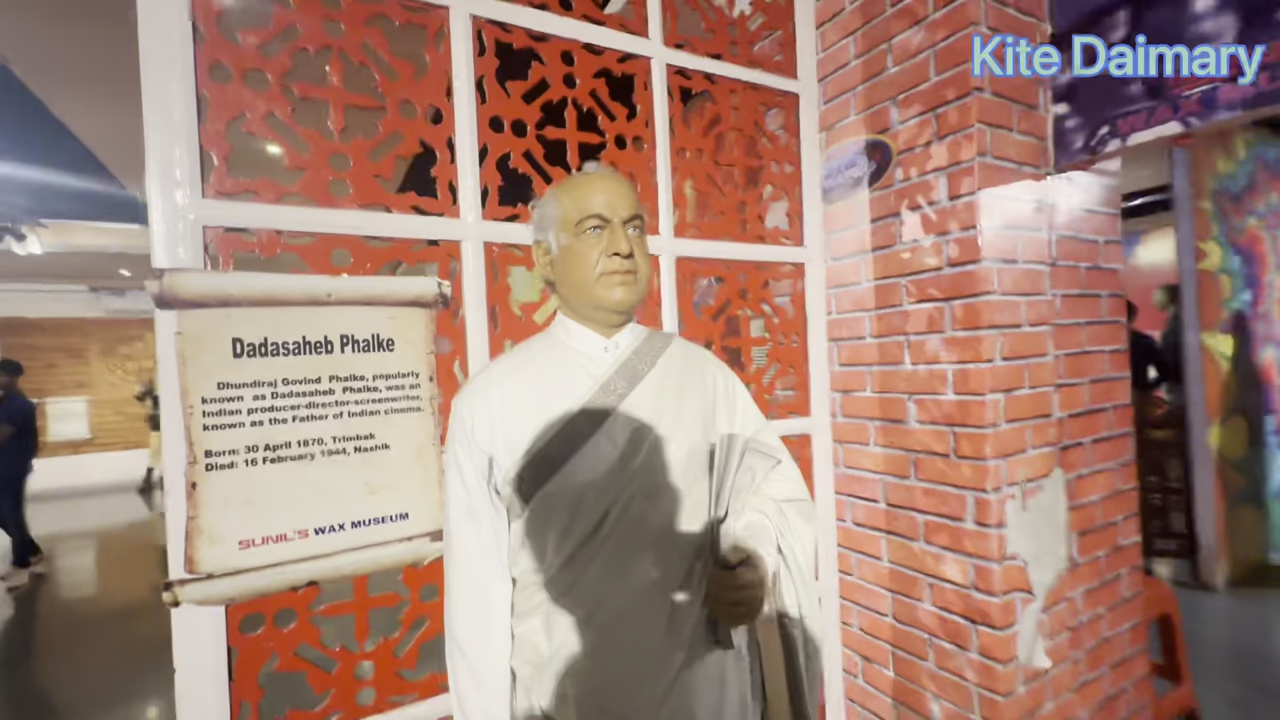 Kite Daimary
Dadasaheb Phalke
Dhundiraj Govind Phalke, popularly
known as Dadasaheb Phalke, was an
Indian producer-director-screenwriter,
known as the Father of Indian cinema.
Born: 30 April 1870, Trimbak
Died: 16 February 1944, Nashik
SUNIL'S WAX MUSEUM